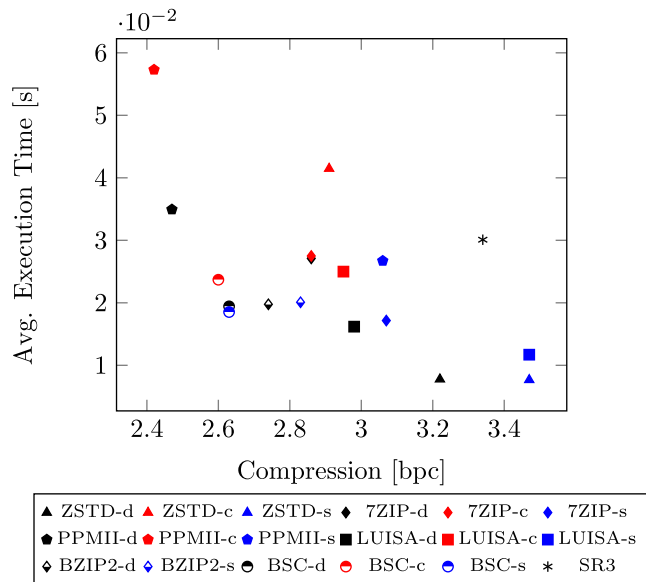 ·10−2
6
5
4
3
2
1
Avg. Execution Time [s]
2.4 2.6 2.8 3 3.2 3.4
Compression [bpc]
ZSTD-d ZSTD-c ZSTD-s 7ZIP-d 7ZIP-c 7ZIP-s
PPMII-d PPMII-c PPMII-s LUISA-d LUISA-c LUISA-s
BZIP2-d BZIP2-s BSC-d BSC-c BSC-s SR3